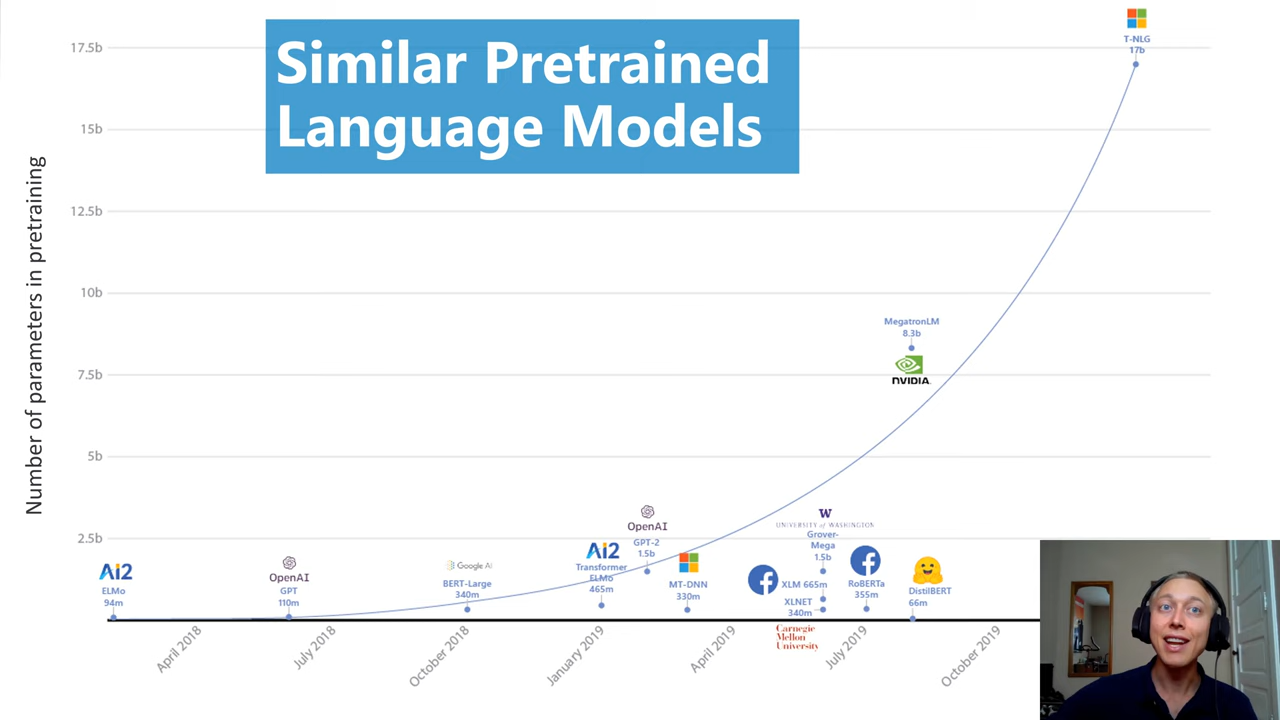 Similar Pretrained
Language Models
Number of parameters in pretraining
17.5b
15b
12.5b
10b
7.5b
5b
2.5b
T-NLG
17b
MegatronLM
8.3b
NVIDIA.
Ai2
ELMo
94m
OpenAI
GPT
110m
Google AI
BERT-Large
340m
Ai2
Transformer
ELMo
465m
OpenAI
GPT-2
1.5b
MT-DNN
330m
W
UNIVERSITY of WASHINGTON
Grover-
Mega
1.5b
XLM 665m
XLNET
340m
Carnegie
Mellon
University
RoBERTa
355m
DistilBERT
66m
April 2018
July 2018
October 2018
January 2019
April 2019
July 2019
October 2019